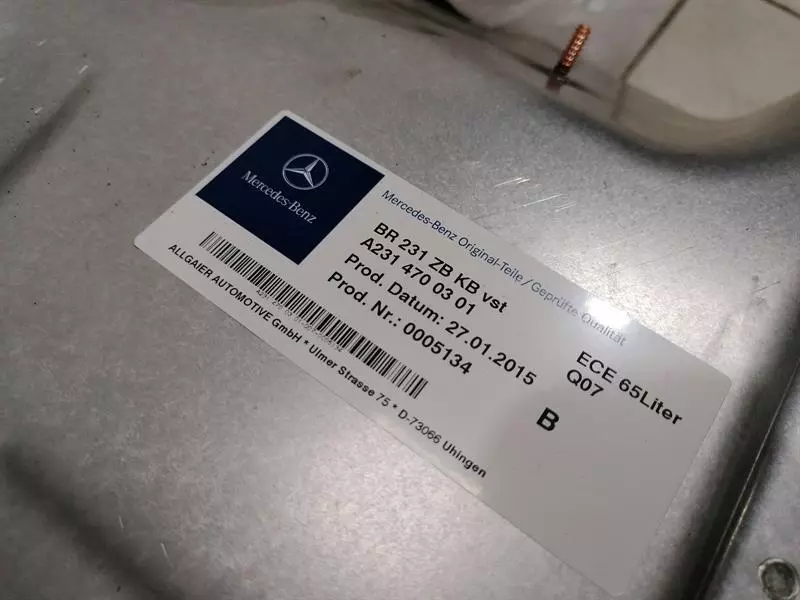 Mercedes-Benz
Mercedes-Benz Original-Teile / Geprüfte Qualität
BR 231 ZB KB vst
A231 470 03 01
Prod. Datum: 27.01.2015
Prod. Nr.: 0005134
ECE 65Liter
Q07
B
ALLGAIER AUTOMOTIVE GmbH * Ulmer Strasse 75 * D-73066 Uhingen